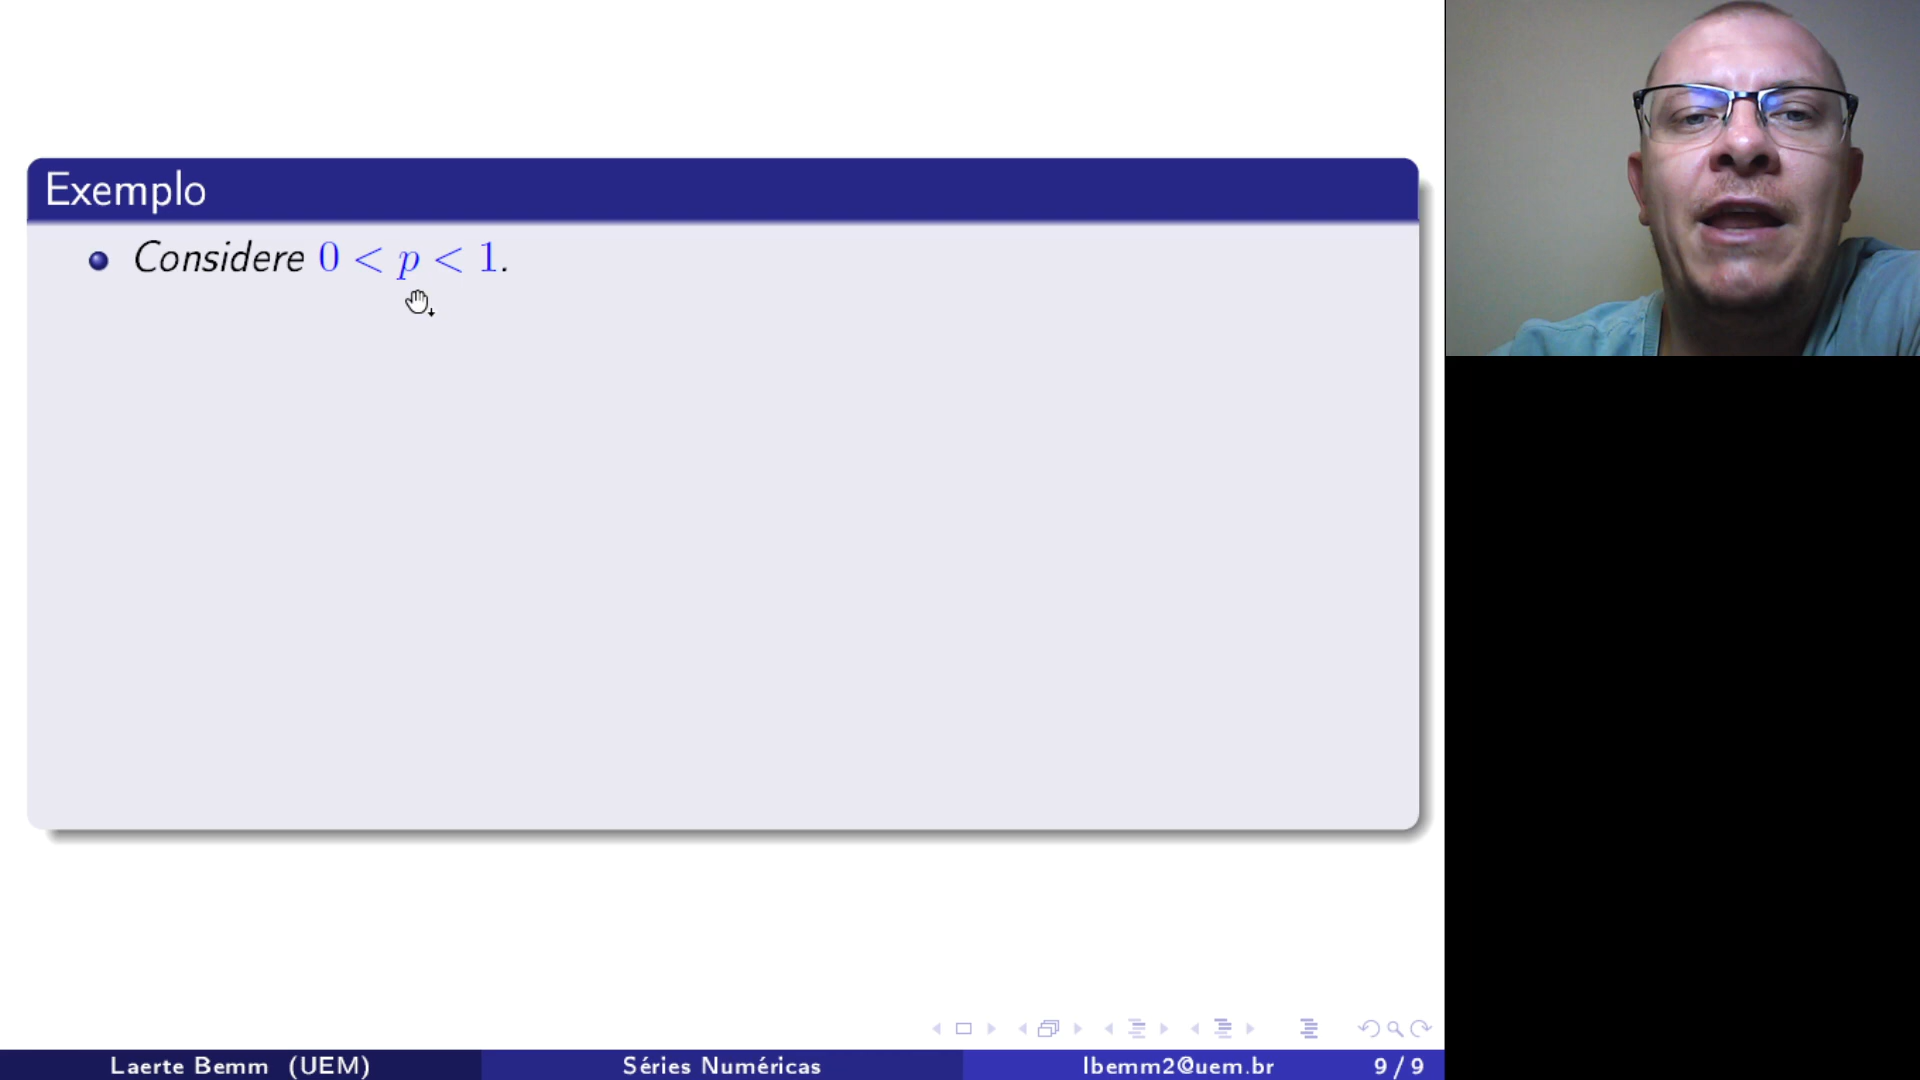 Exemplo
Considere 0 < p < 1.
Laerte Bemm (UEM) Séries Numéricas lbemm2@uem.br 9 / 9